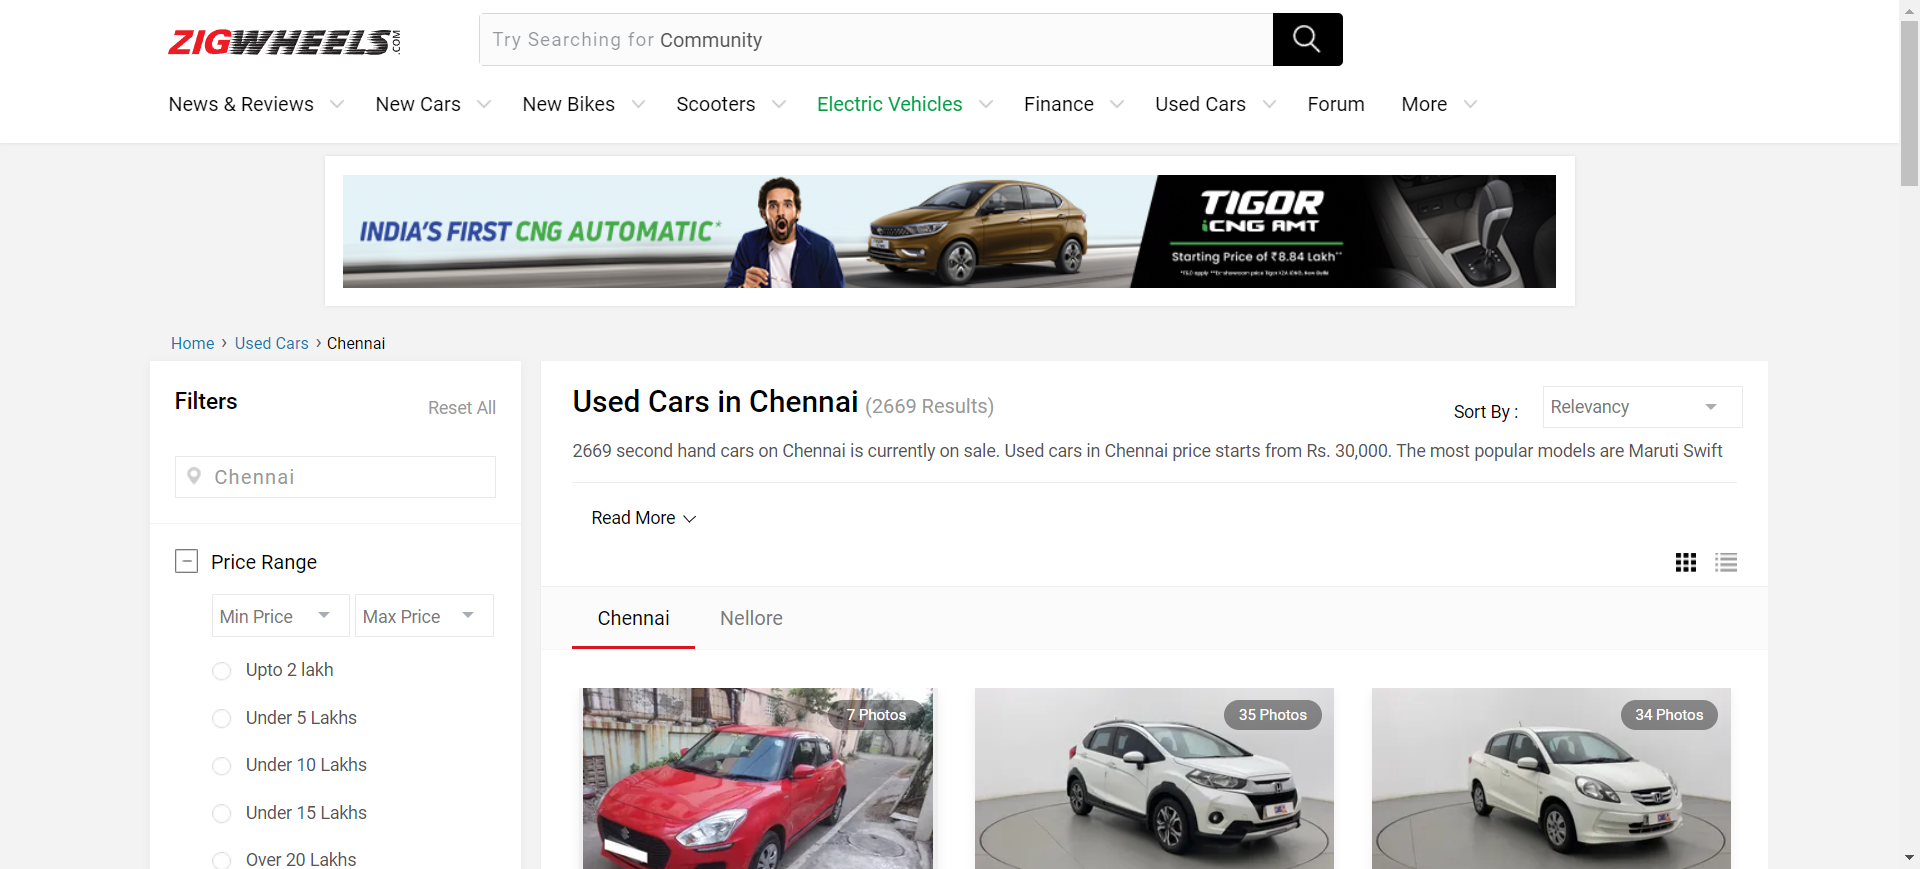 ZIGWHEELS.COM
Try Searching for Community
News & Reviews New Cars New Bikes Scooters Electric Vehicles Finance Used Cars Forum More
INDIA'S FIRST CNG AUTOMATIC*
TIGOR
iCNG AMT
Starting Price of ₹8.84 Lakh**
Home › Used Cars › Chennai
Filters
Reset All
Chennai
Price Range
Min Price Max Price
Upto 2 lakh
Under 5 Lakhs
Under 10 Lakhs
Under 15 Lakhs
Over 20 Lakhs
Used Cars in Chennai (2669 Results)
Sort By :
Relevancy
2669 second hand cars on Chennai is currently on sale. Used cars in Chennai price starts from Rs. 30,000. The most popular models are Maruti Swift
Read More
Chennai Nellore
7 Photos
35 Photos
34 Photos